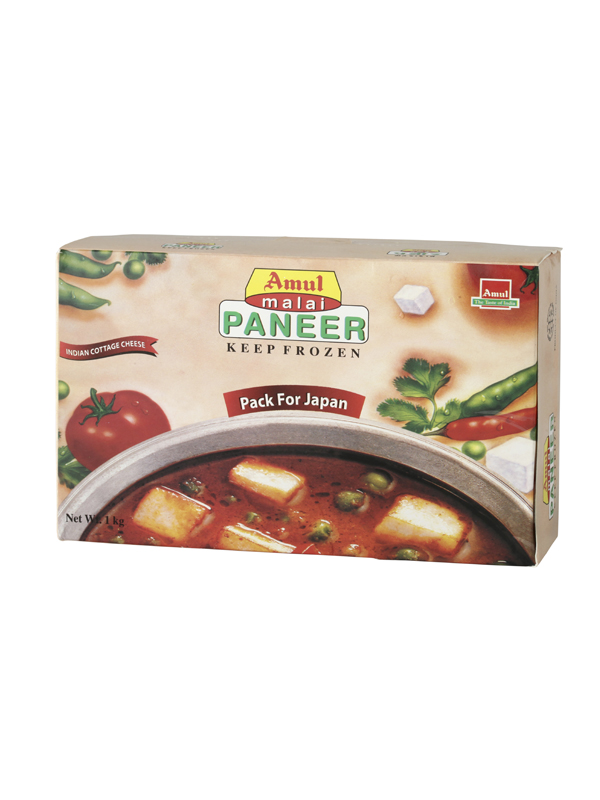 Amul
malai
PANEER
KEEP FROZEN
Amul
The Taste of India
INDIAN COTTAGE CHEESE
Pack For Japan
Net Wt. 1 kg